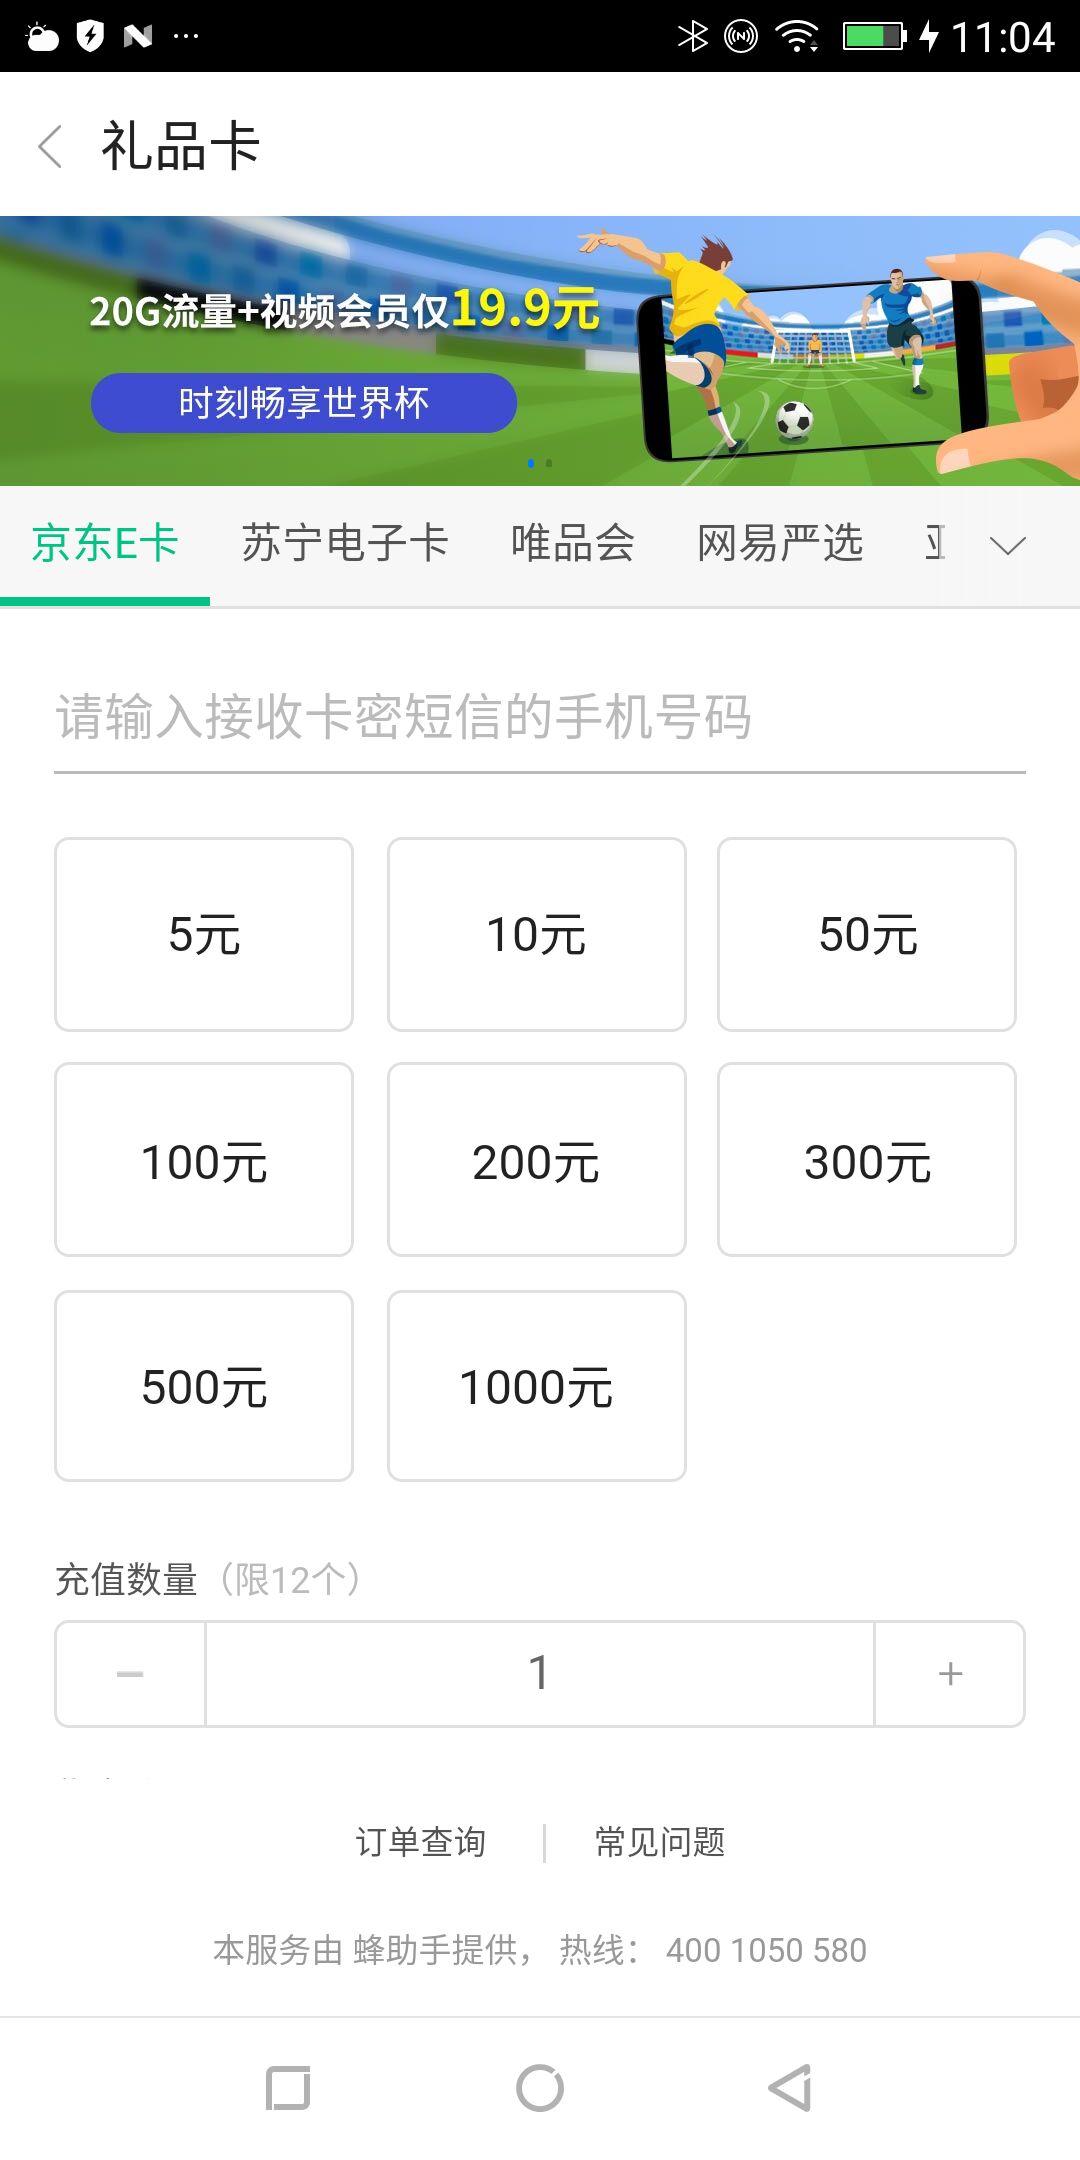 11:04
礼品卡
20G流量+视频会员仅19.9元
时刻畅享世界杯
京东E卡 苏宁电子卡 唯品会 网易严选
请输入接收卡密短信的手机号码
5元 10元 50元
100元 200元 300元
500元 1000元
充值数量（限12个）
− 1 +
订单查询 | 常见问题
本服务由 蜂助手提供， 热线： 400 1050 580